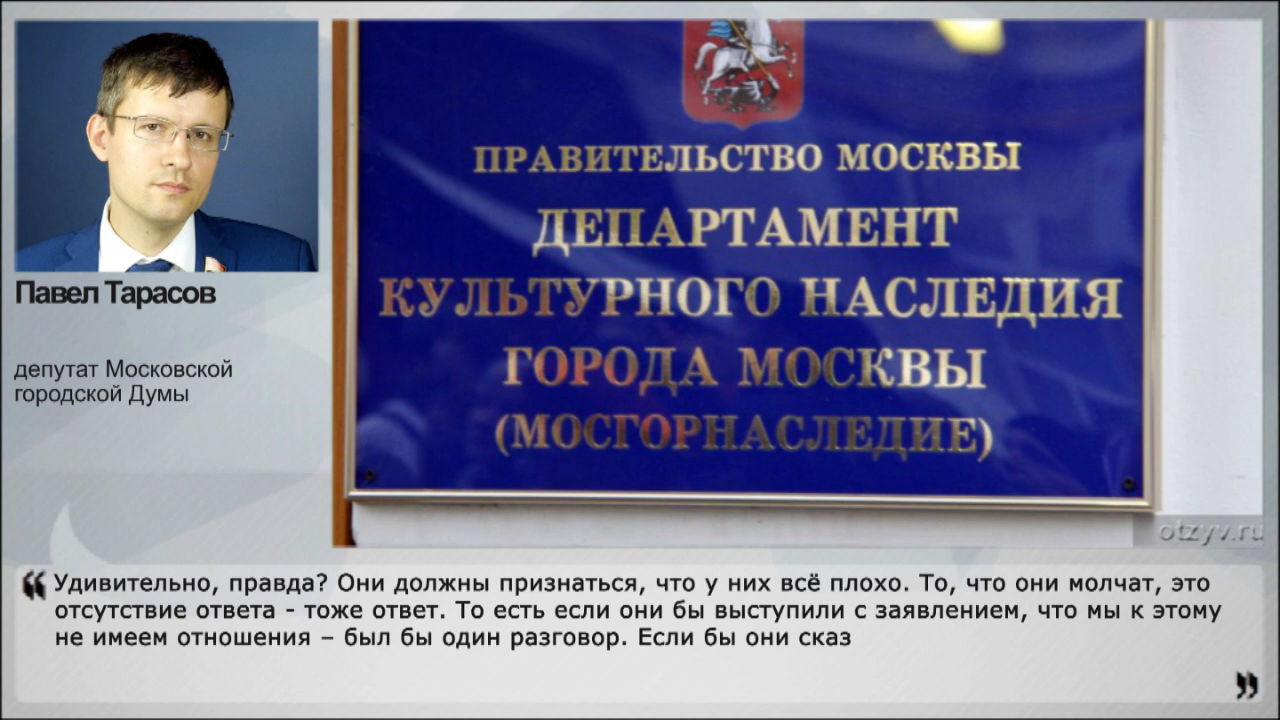 Павел Тарасов
депутат Московской
городской Думы
ПРАВИТЕЛЬСТВО МОСКВЫ
ДЕПАРТАМЕНТ
КУЛЬТУРНОГО НАСЛЕДИЯ
ГОРОДА МОСКВЫ
(МОСГОРНАСЛЕДИЕ)
otzyv.ru
“Удивительно, правда? Они должны признаться, что у них всё плохо. То, что они молчат, это
отсутствие ответа - тоже ответ. То есть если они бы выступили с заявлением, что мы к этому
не имеем отношения – был бы один разговор. Если бы они сказ
”